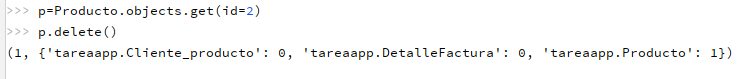 >>> p=Producto.objects.get(id=2)
>>> p.delete()
(1, {'tareaapp.Cliente_producto': 0, 'tareaapp.DetalleFactura': 0, 'tareaapp.Producto': 1})